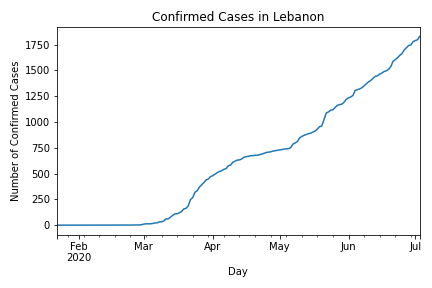 Confirmed Cases in Lebanon
Number of Confirmed Cases
1750
1500
1250
1000
750
500
250
0
Feb Mar Apr May Jun Jul
2020
Day